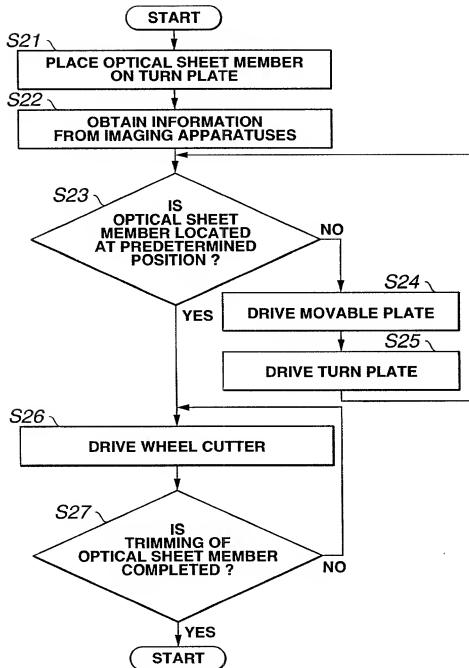 START
S21
PLACE OPTICAL SHEET MEMBER
ON TURN PLATE
S22
OBTAIN INFORMATION
FROM IMAGING APPARATUSES
S23
IS
OPTICAL SHEET
MEMBER LOCATED
AT PREDETERMINED
POSITION ?
NO
YES
S24
DRIVE MOVABLE PLATE
S25
DRIVE TURN PLATE
S26
DRIVE WHEEL CUTTER
S27
IS
TRIMMING OF
OPTICAL SHEET MEMBER
COMPLETED ?
NO
YES
START